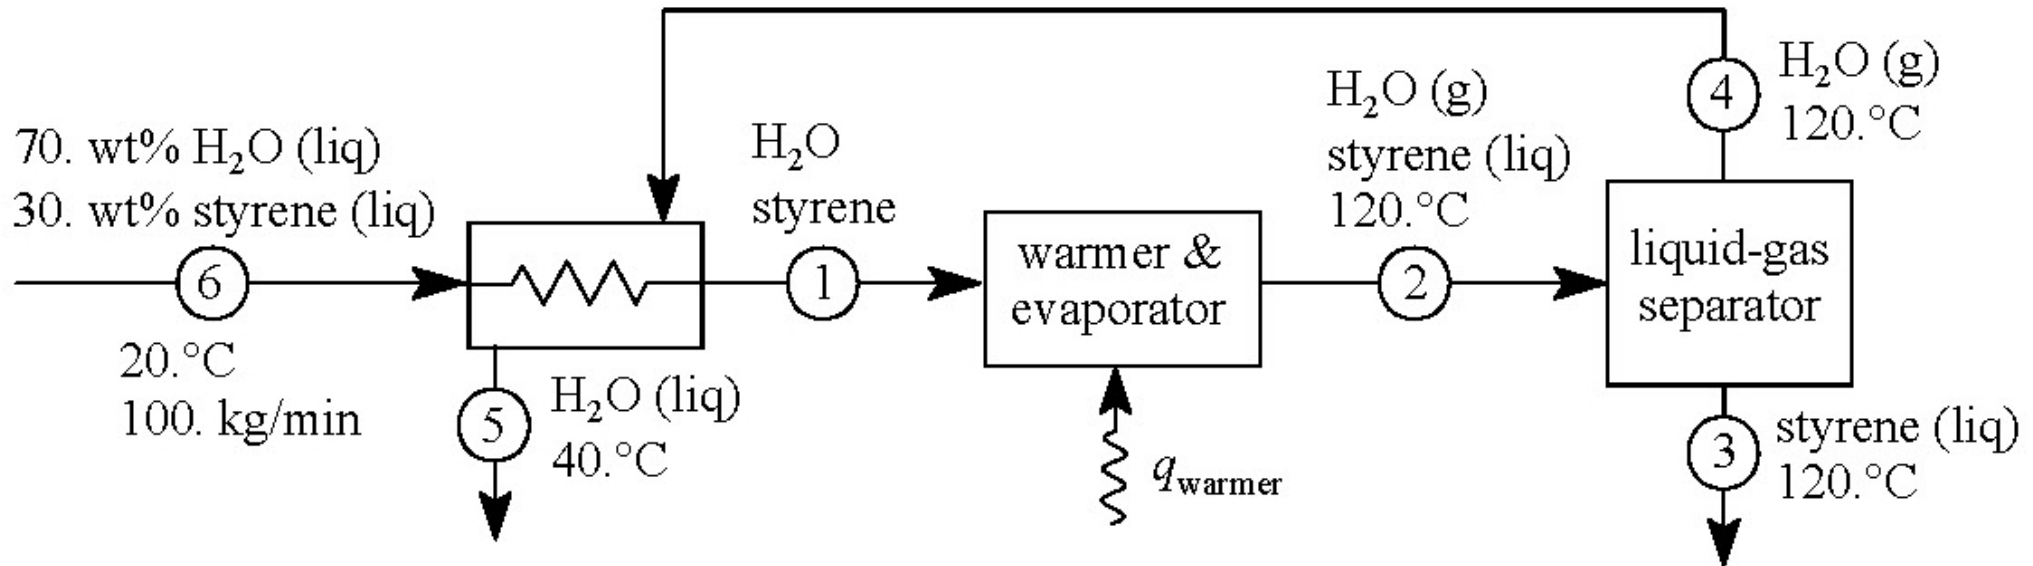 70. wt% H₂O (liq)
30. wt% styrene (liq)
6
20.°C
100. kg/min
5
H₂O (liq)
40.°C
H₂O
styrene
1
warmer &
evaporator
q warmer
H₂O (g)
styrene (liq)
120.°C
2
liquid-gas
separator
4
H₂O (g)
120.°C
3
styrene (liq)
120.°C